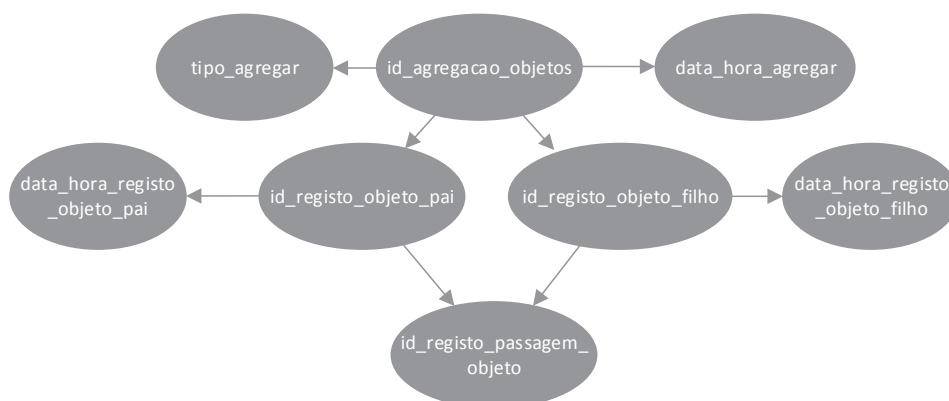 tipo_agregar
id_agregacao_objetos
data_hora_agregar
data_hora_registo
_objeto_pai
id_registo_objeto_pai
id_registo_objeto_filho
data_hora_registo
_objeto_filho
id_registo_passagem_
objeto